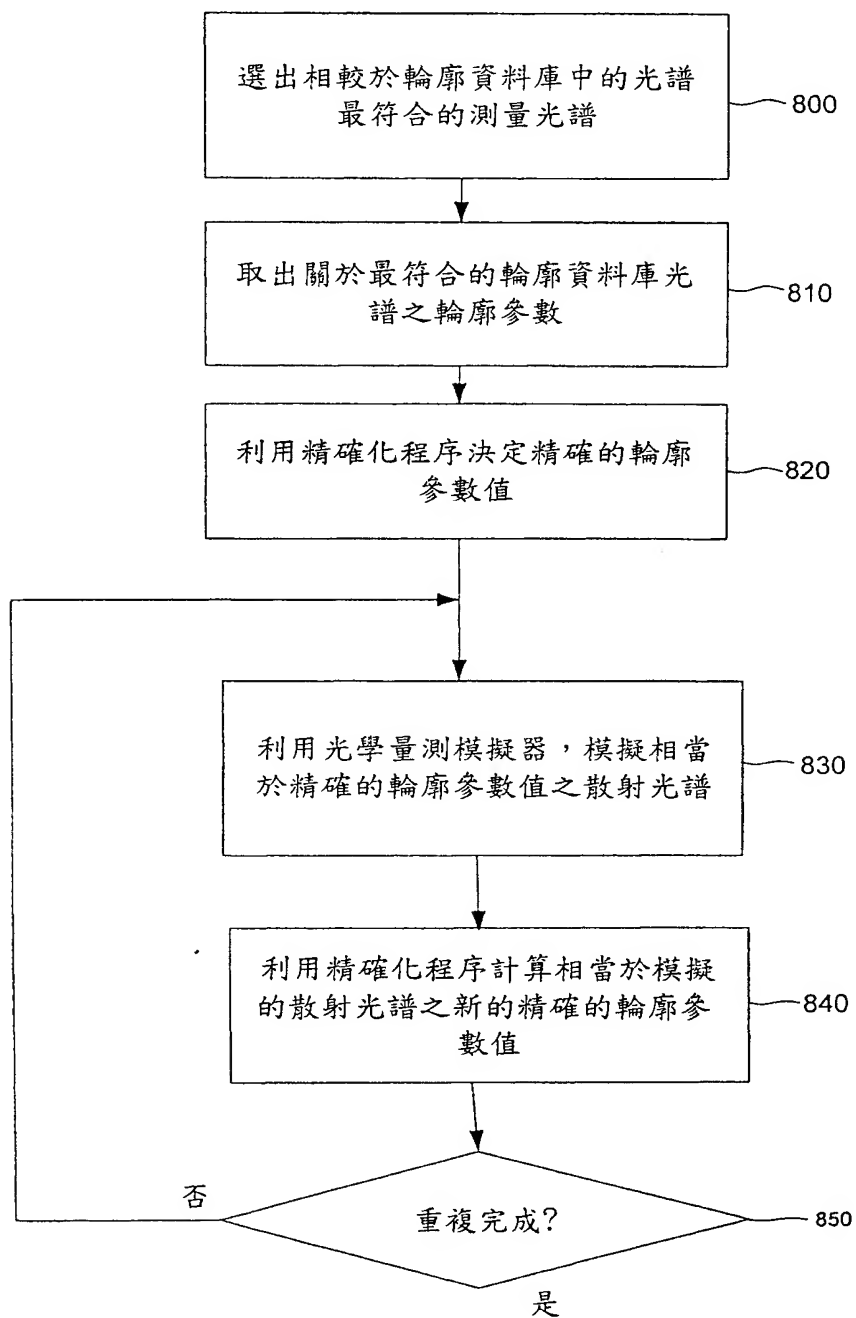 選出相較於輪廓資料庫中的光譜
最符合的測量光譜
800
取出關於最符合的輪廓資料庫光
譜之輪廓參數
810
利用精確化程序決定精確的輪廓
參數值
820
利用光學量測模擬器，模擬相當
於精確的輪廓參數值之散射光譜
830
利用精確化程序計算相當於模擬
的散射光譜之新的精確的輪廓參
數值
840
否
重複完成?
850
是